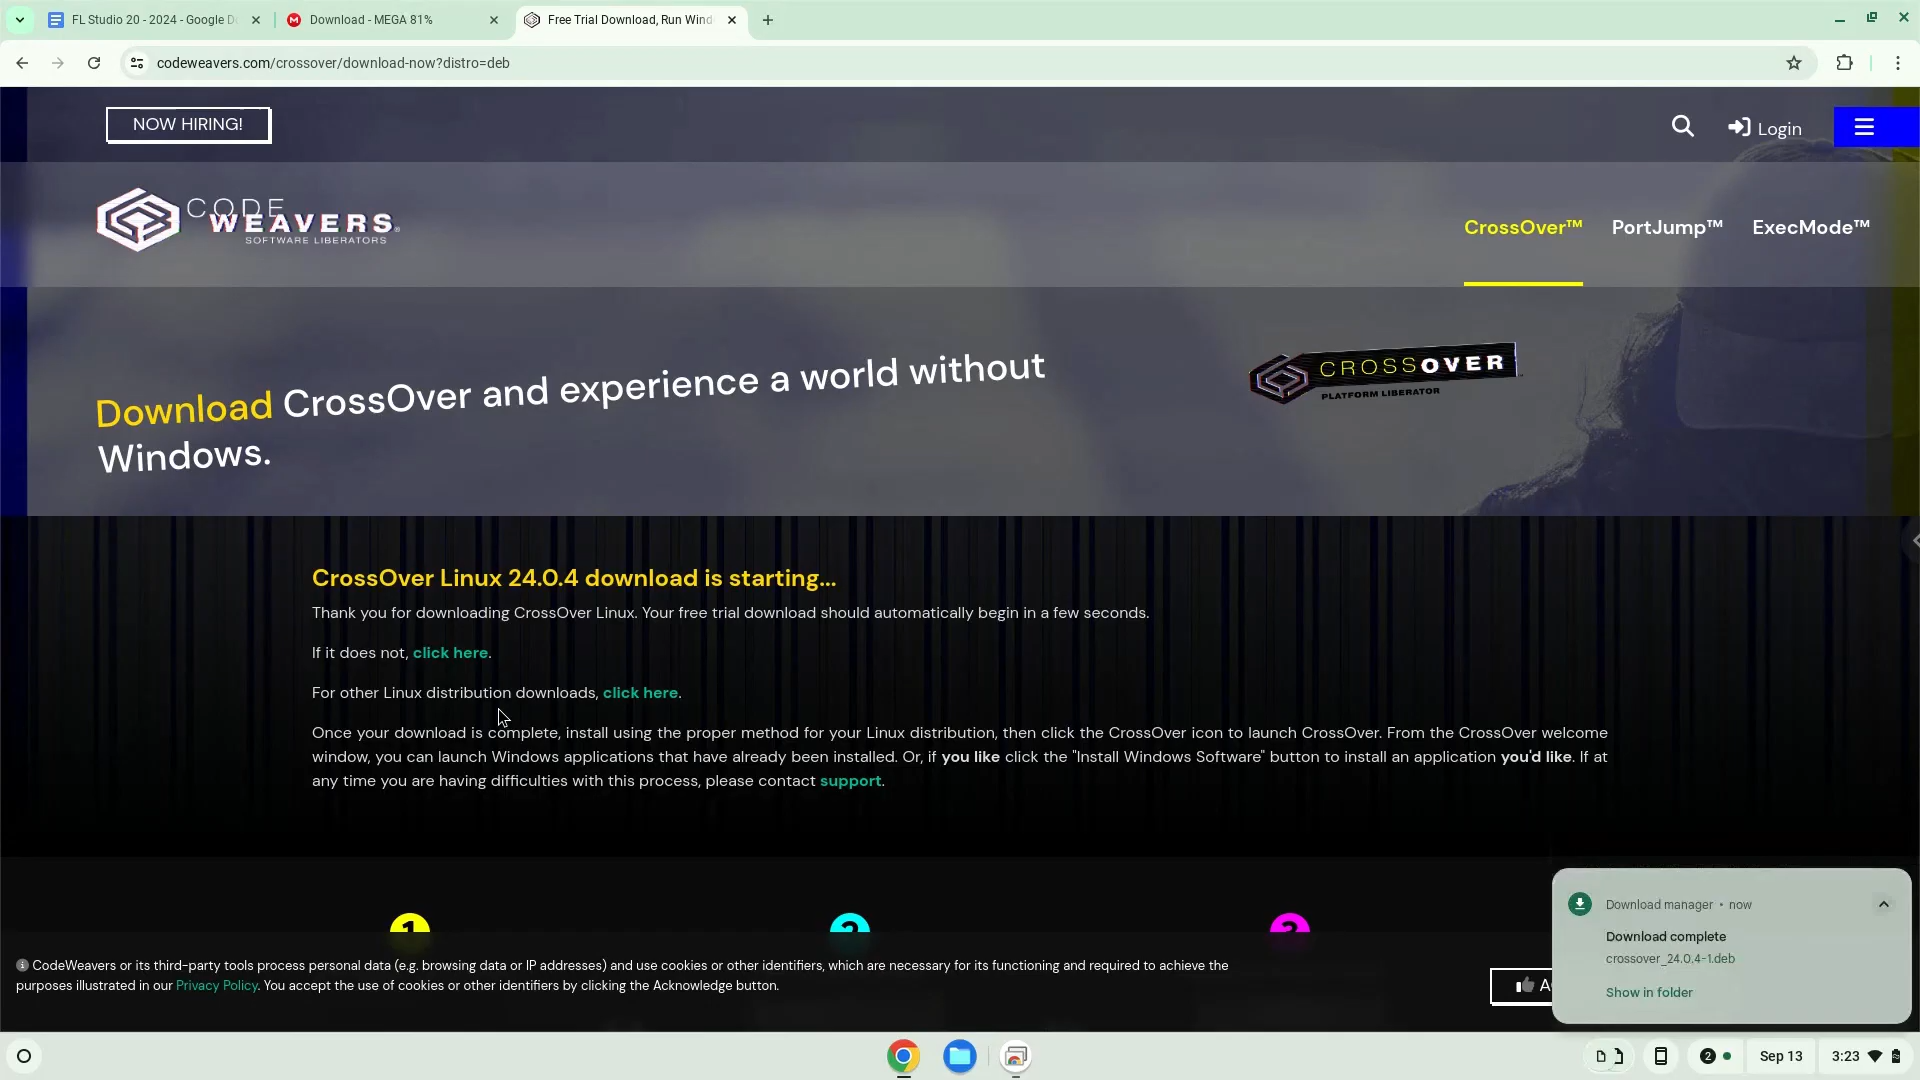 FL Studio 20 - 2024 - Google D
Download - MEGA 81%
Free Trial Download, Run Wind
codeweavers.com/crossover/download-now?distro=deb
NOW HIRING!
Login
CODE
WEAVERS
SOFTWARE LIBERATORS
CrossOver™
PortJump™
ExecMode™
Download CrossOver and experience a world without
Windows.
CROSSOVER
PLATFORM LIBERATOR
CrossOver Linux 24.0.4 download is starting...
Thank you for downloading CrossOver Linux. Your free trial download should automatically begin in a few seconds.
If it does not, click here.
For other Linux distribution downloads, click here.
Once your download is complete, install using the proper method for your Linux distribution, then click the CrossOver icon to launch CrossOver. From the CrossOver welcome
window, you can launch Windows applications that have already been installed. Or, if you like click the "Install Windows Software" button to install an application you'd like. If at
any time you are having difficulties with this process, please contact support.
1
2
3
CodeWeavers or its third-party tools process personal data (e.g. browsing data or IP addresses) and use cookies or other identifiers, which are necessary for its functioning and required to achieve the
purposes illustrated in our Privacy Policy. You accept the use of cookies or other identifiers by clicking the Acknowledge button.
A
Download manager • now
Download complete
crossover_24.0.4-1.deb
Show in folder
2
Sep 13
3:23